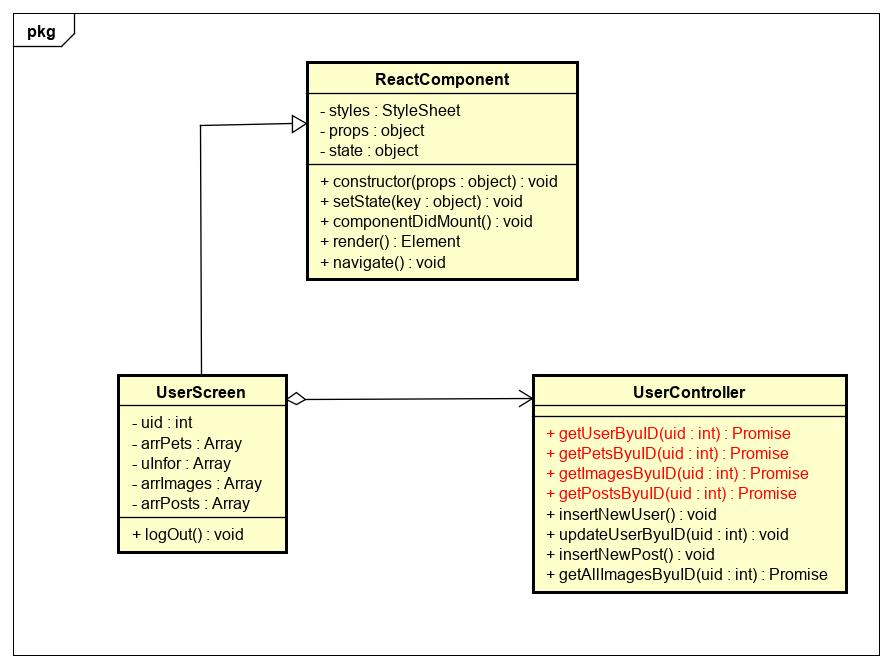 pkg
ReactComponent
- styles : StyleSheet
- props : object
- state : object
+ constructor(props : object) : void
+ setState(key : object) : void
+ componentDidMount() : void
+ render() : Element
+ navigate() : void
UserScreen
- uid : int
- arrPets : Array
- uInfor : Array
- arrImages : Array
- arrPosts : Array
+ logOut() : void
UserController
+ getUserByuID(uid : int) : Promise
+ getPetsByuID(uid : int) : Promise
+ getImagesByuID(uid : int) : Promise
+ getPostsByuID(uid : int) : Promise
+ insertNewUser() : void
+ updateUserByuID(uid : int) : void
+ insertNewPost() : void
+ getAllImagesByuID(uid : int) : Promise